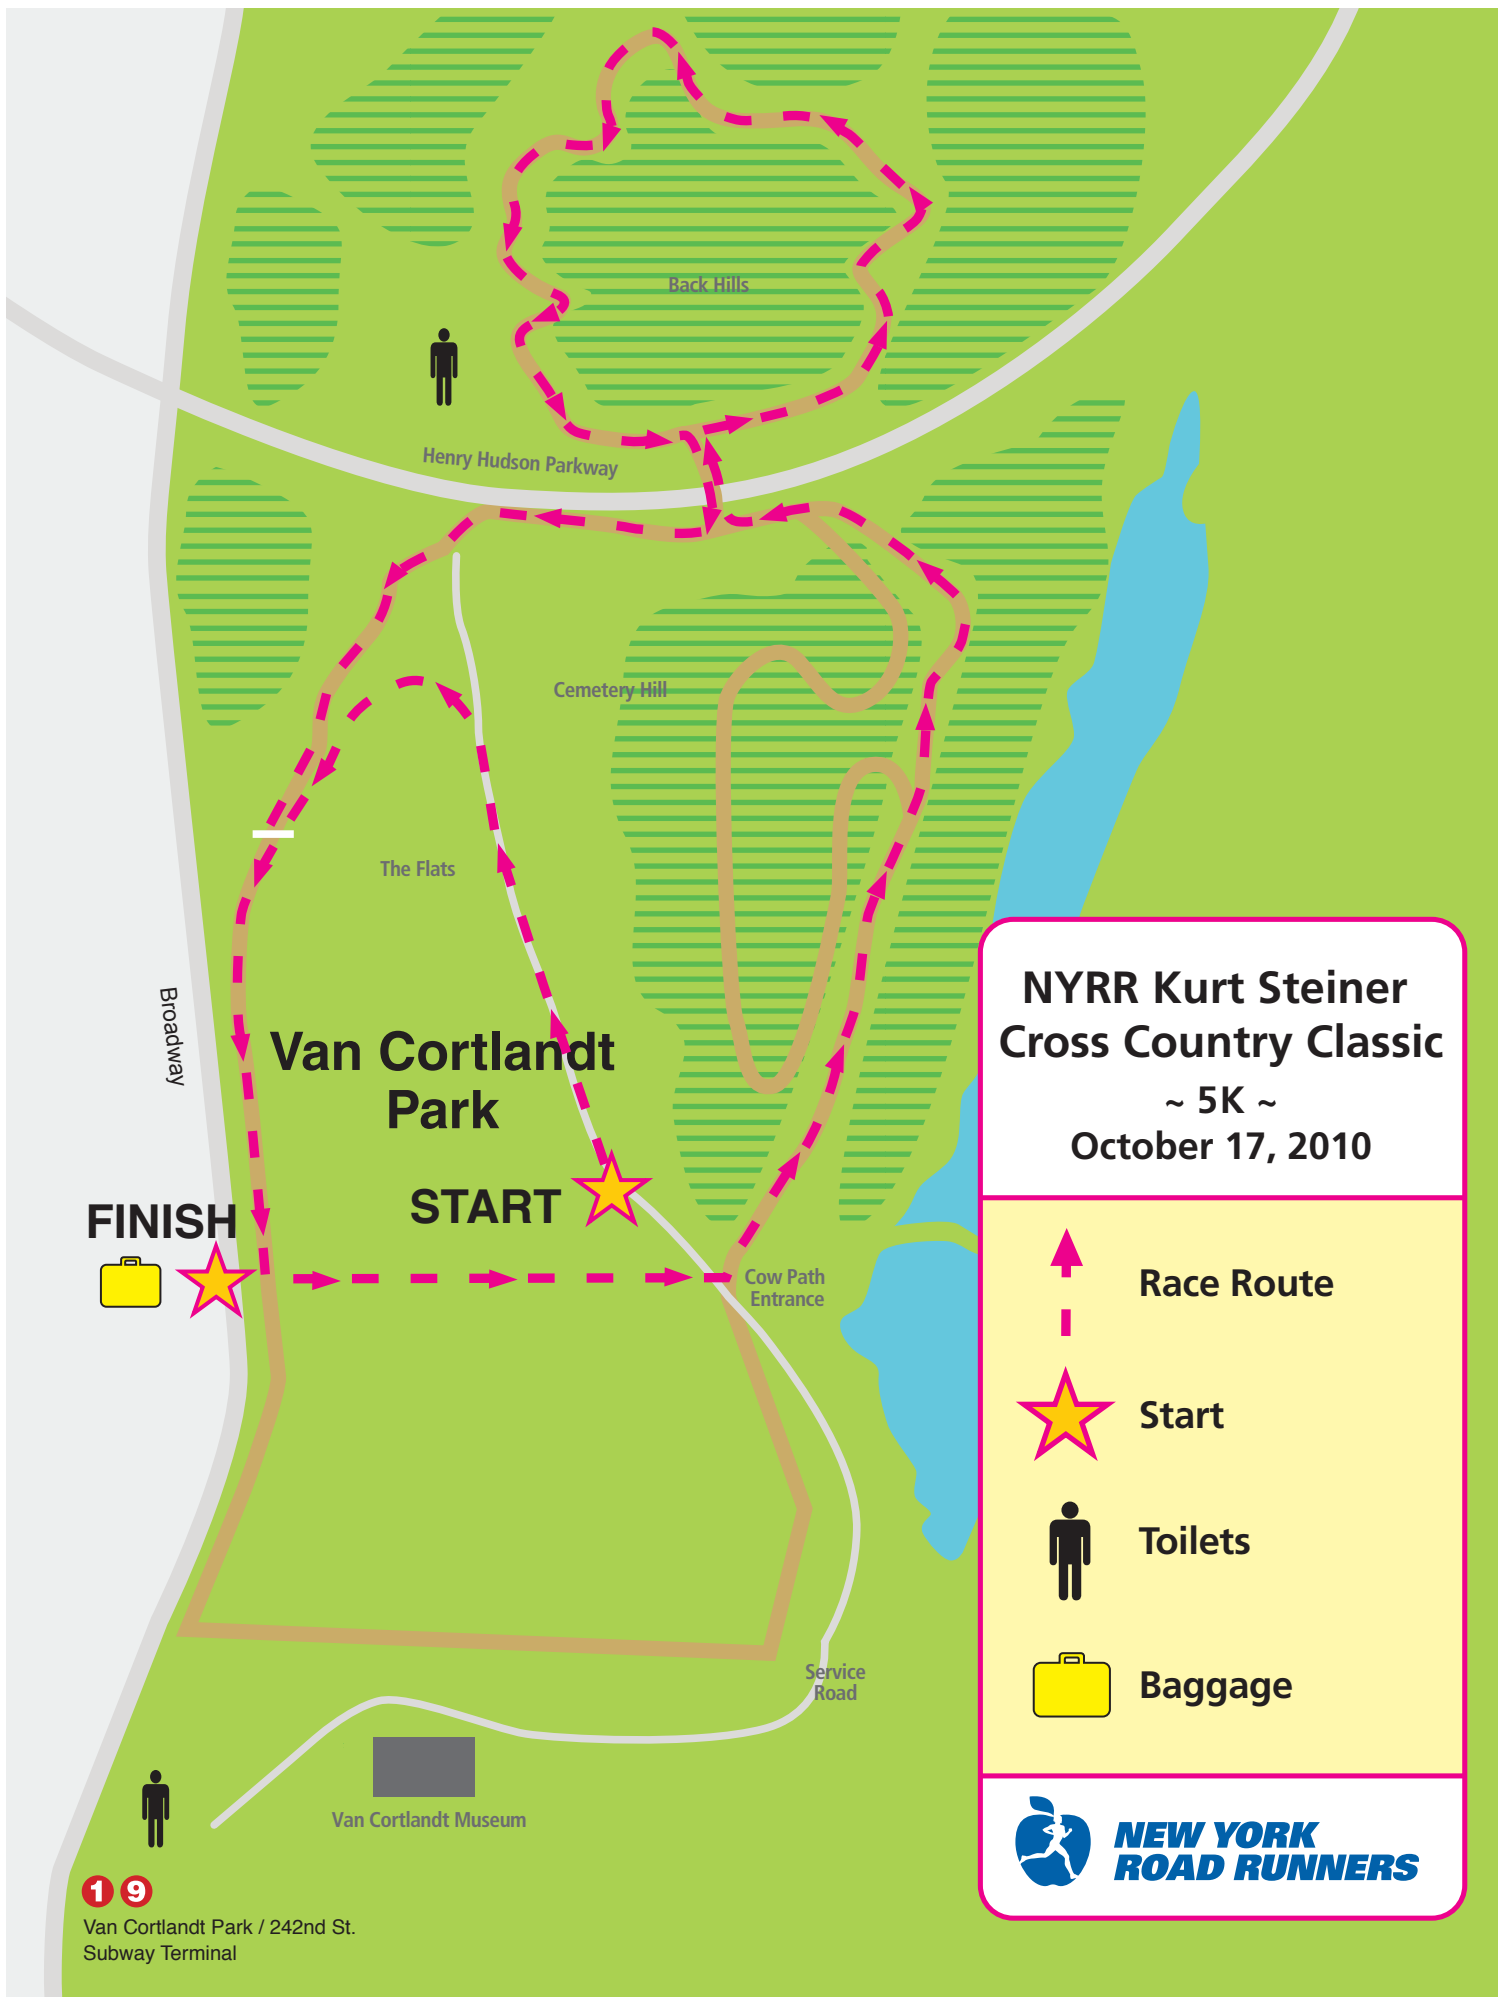 Back Hills
Henry Hudson Parkway
Cemetery Hill
The Flats
Broadway
Van Cortlandt
Park
START
FINISH
Cow Path
Entrance
Service
Road
Van Cortlandt Museum
1 9
Van Cortlandt Park / 242nd St.
Subway Terminal
NYRR Kurt Steiner
Cross Country Classic
~ 5K ~
October 17, 2010
Race Route
Start
Toilets
Baggage
NEW YORK
ROAD RUNNERS